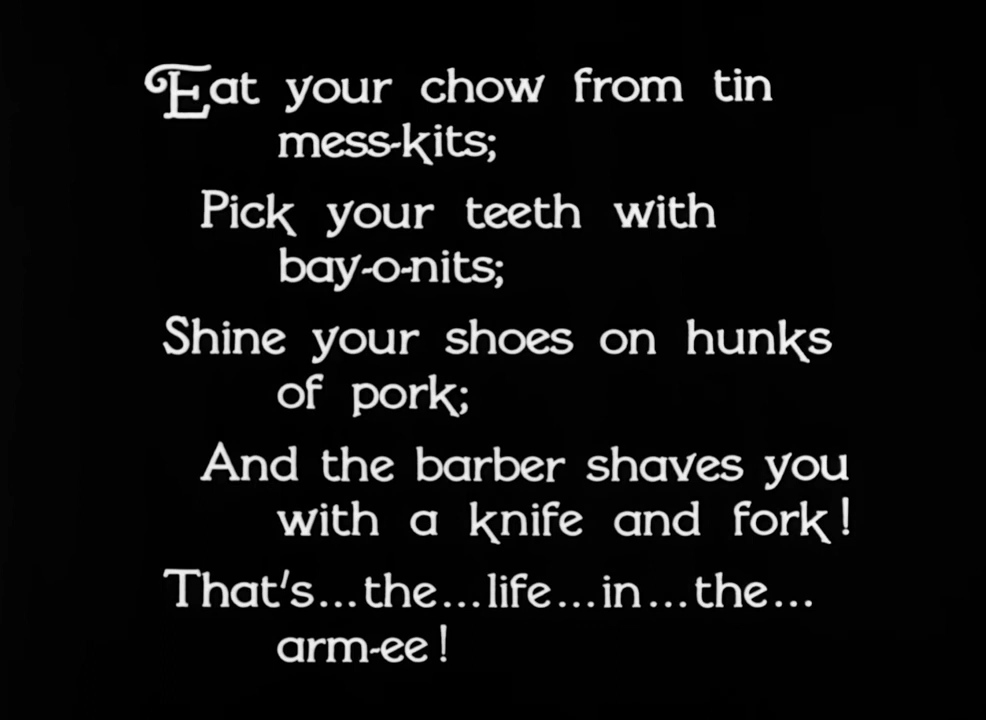 Eat your chow from tin
mess-kits;
Pick your teeth with
bay-o-nits;
Shine your shoes on hunks
of pork;
And the barber shaves you
with a knife and fork!
That's...the...life...in...the...
arm-ee!